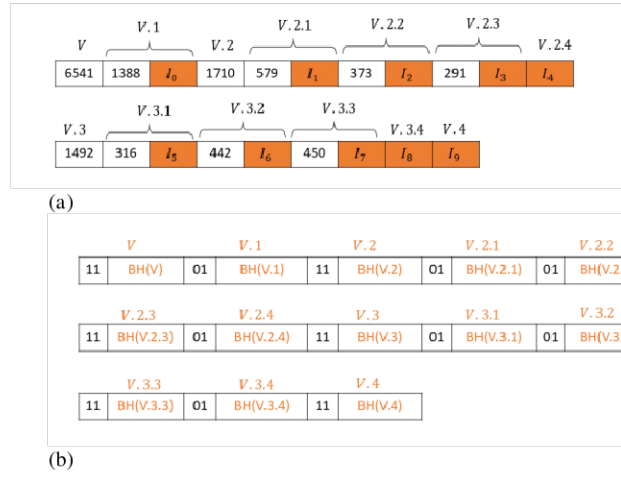 V.1 V.2.1 V.2.2 V.2.3
V V.2 V.2.4
6541 1388 I₀ 1710 579 I₁ 373 I₂ 291 I₃ I₄
V.3.1 V.3.2 V.3.3
V.3 V.3.4 V.4
1492 316 I₅ 442 I₆ 450 I₇ I₈ I₉
(a)
V V.1 V.2 V.2.1 V.2.2
11 BH(V) 01 BH(V.1) 11 BH(V.2) 01 BH(V.2.1) 01 BH(V.2
V.2.3 V.2.4 V.3 V.3.1 V.3.2
11 BH(V.2.3) 01 BH(V.2.4) 11 BH(V.3) 01 BH(V.3.1) 01 BH(V.3
V.3.3 V.3.4 V.4
11 BH(V.3.3) 01 BH(V.3.4) 11 BH(V.4)
(b)